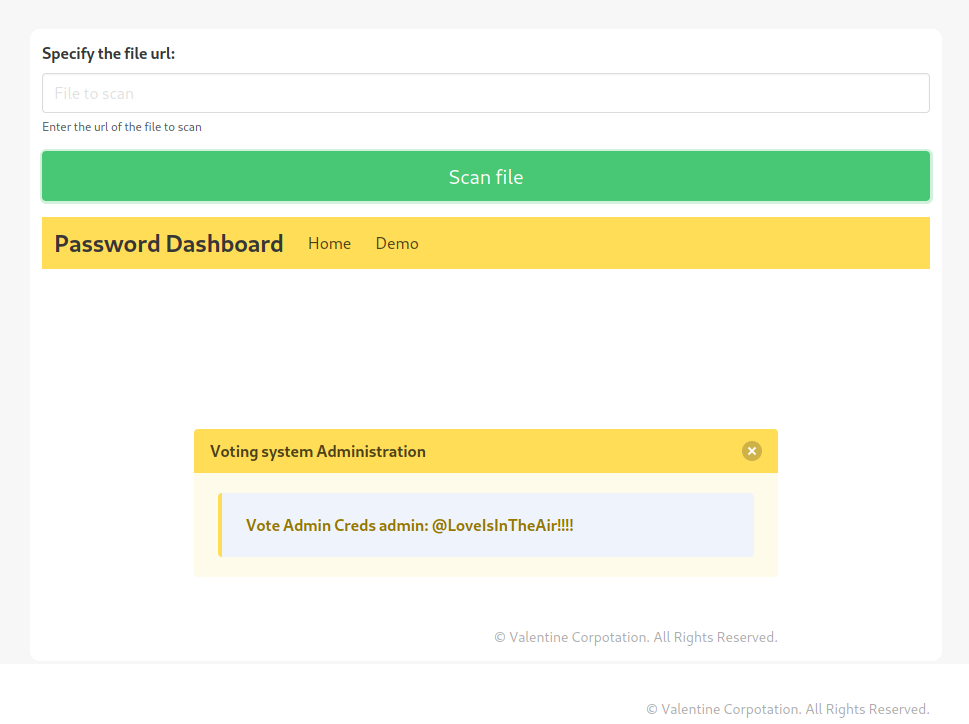 Specify the file url:
File to scan
Enter the url of the file to scan
Scan file
Password Dashboard Home Demo
Voting system Administration
Vote Admin Creds admin: @LoveIsInTheAir!!!!
© Valentine Corpotation. All Rights Reserved.
© Valentine Corpotation. All Rights Reserved.